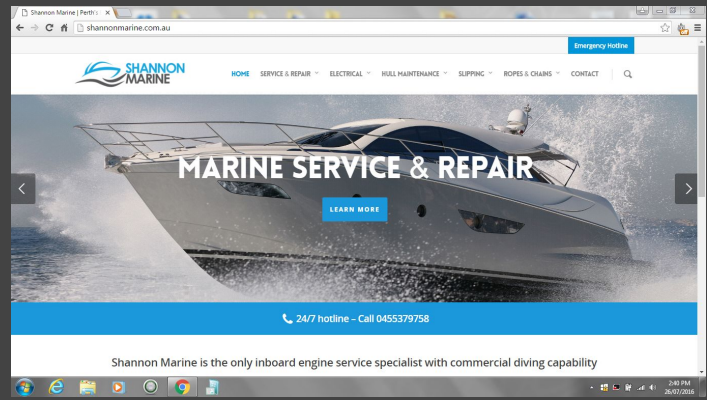 Shannon Marine | Perth's
shannonmarine.com.au
Emergency Hotline
SHANNON
MARINE
HOME SERVICE & REPAIR ELECTRICAL HULL MAINTENANCE SLIPPING ROPES & CHAINS CONTACT
MARINE SERVICE & REPAIR
LEARN MORE
24/7 hotline – Call 0455379758
Shannon Marine is the only inboard engine service specialist with commercial diving capability
2:40 PM
26/07/2016